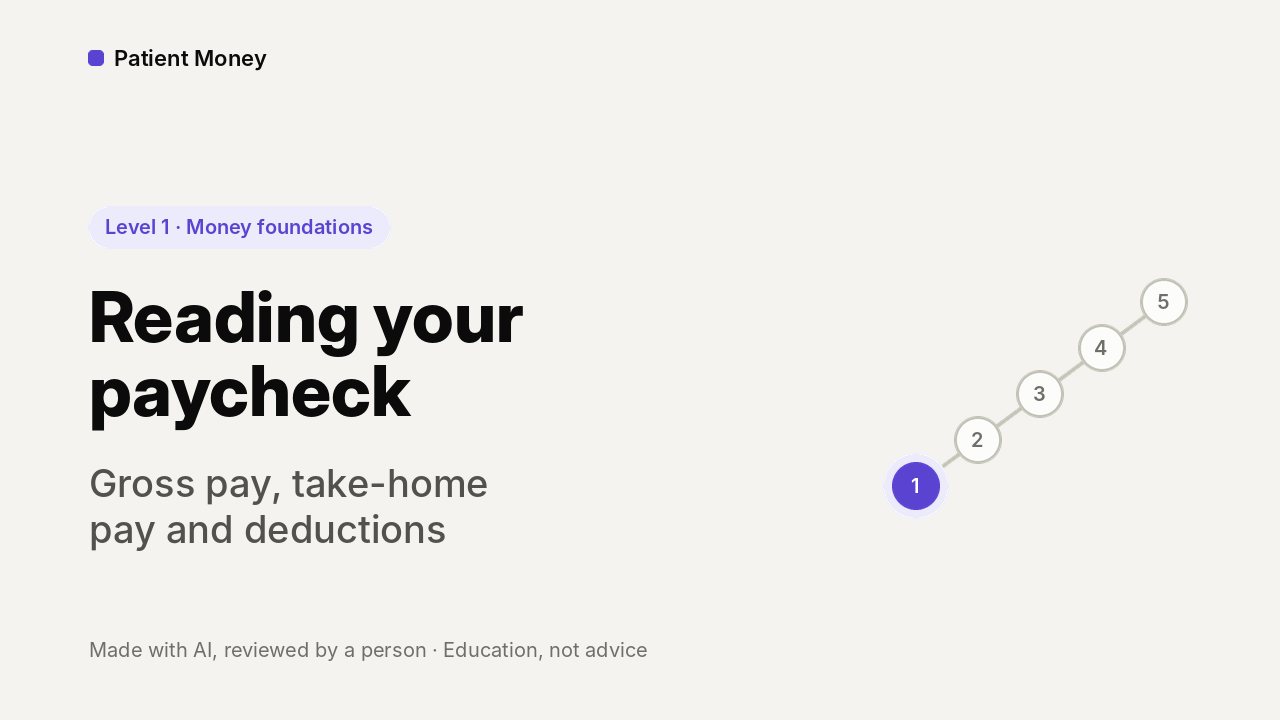 Patient Money
Level 1 · Money foundations
Reading your
paycheck
Gross pay, take-home
pay and deductions
5
4
3
2
1
Made with AI, reviewed by a person · Education, not advice